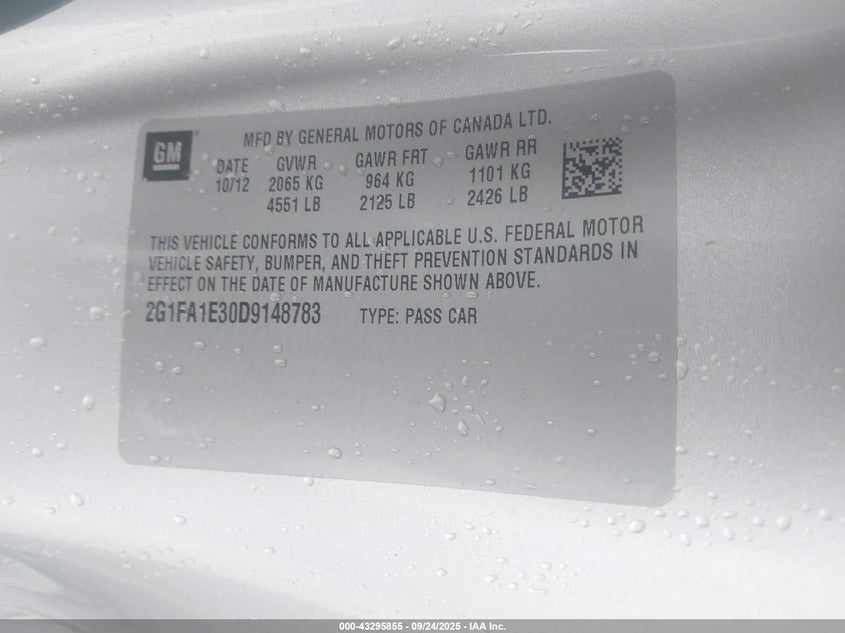 GM
MFD BY GENERAL MOTORS OF CANADA LTD.
DATE GVWR GAWR FRT GAWR RR
10/12 2065 KG 964 KG 1101 KG
4551 LB 2125 LB 2426 LB
THIS VEHICLE CONFORMS TO ALL APPLICABLE U.S. FEDERAL MOTOR
VEHICLE SAFETY, BUMPER, AND THEFT PREVENTION STANDARDS IN
EFFECT ON THE DATE OF MANUFACTURE SHOWN ABOVE.
2G1FA1E30D9148783 TYPE: PASS CAR
000-43295855 - 09/24/2025 - IAA Inc.